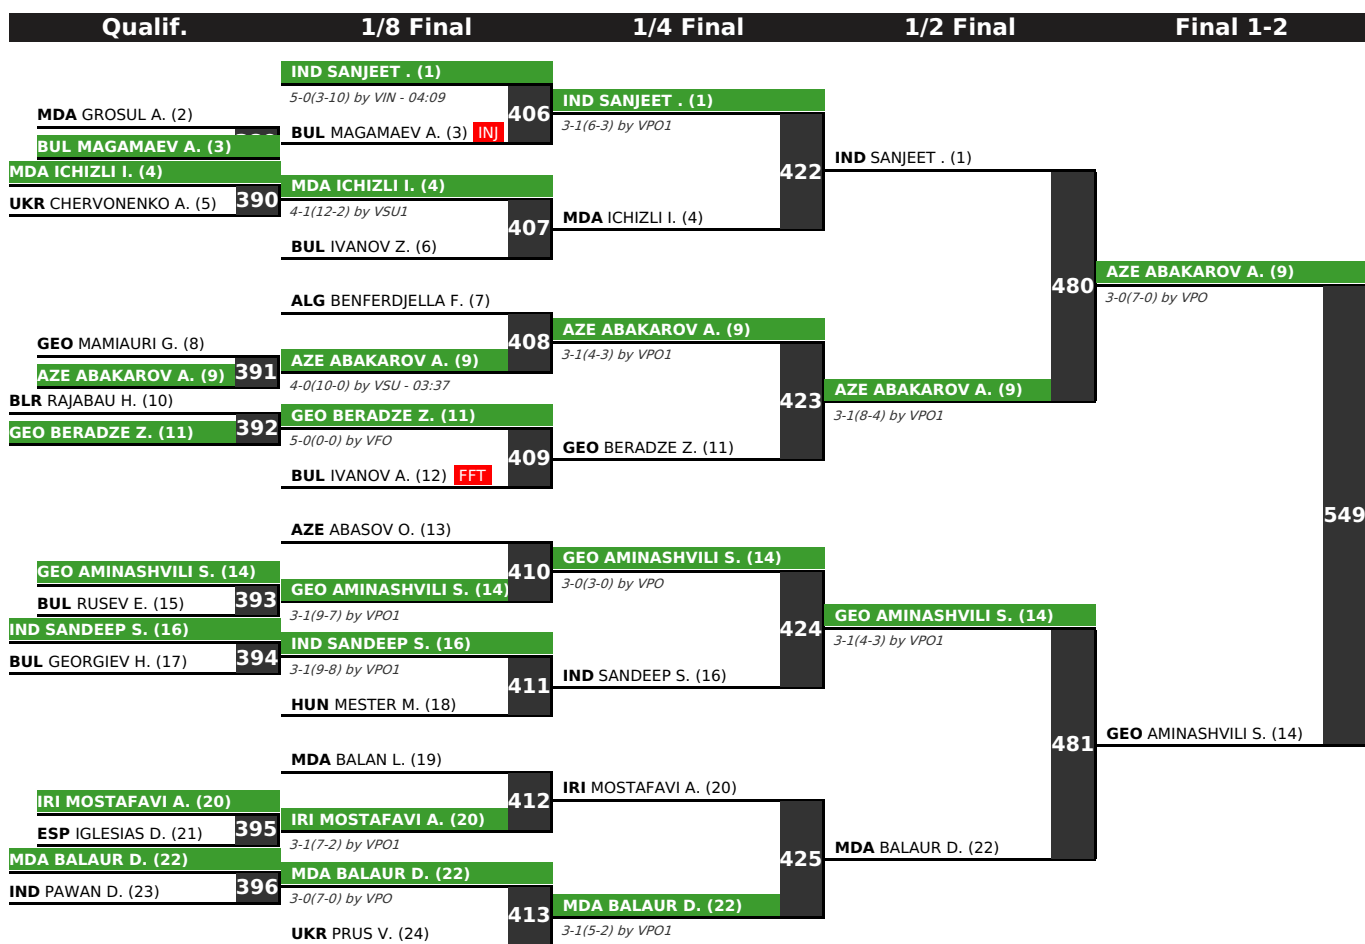 Qualif.
1/8 Final
1/4 Final
1/2 Final
Final 1-2
MDA GROSUL A. (2)
BUL MAGAMAEV A. (3)
MDA ICHIZLI I. (4)
UKR CHERVONENKO A. (5)
390
GEO MAMIAURI G. (8)
AZE ABAKAROV A. (9)
391
BLR RAJABAU H. (10)
GEO BERADZE Z. (11)
392
GEO AMINASHVILI S. (14)
BUL RUSEV E. (15)
393
IND SANDEEP S. (16)
BUL GEORGIEV H. (17)
394
IRI MOSTAFAVI A. (20)
ESP IGLESIAS D. (21)
395
MDA BALAUR D. (22)
IND PAWAN D. (23)
396
IND SANJEET . (1)
5-0(3-10) by VIN - 04:09
BUL MAGAMAEV A. (3) INJ
406
MDA ICHIZLI I. (4)
4-1(12-2) by VSU1
BUL IVANOV Z. (6)
407
ALG BENFERDJELLA F. (7)
AZE ABAKAROV A. (9)
4-0(10-0) by VSU - 03:37
408
GEO BERADZE Z. (11)
5-0(0-0) by VFO
BUL IVANOV A. (12) FFT
409
AZE ABASOV O. (13)
GEO AMINASHVILI S. (14)
3-1(9-7) by VPO1
410
IND SANDEEP S. (16)
3-1(9-8) by VPO1
HUN MESTER M. (18)
411
MDA BALAN L. (19)
IRI MOSTAFAVI A. (20)
3-1(7-2) by VPO1
412
MDA BALAUR D. (22)
3-0(7-0) by VPO
UKR PRUS V. (24)
413
IND SANJEET . (1)
3-1(6-3) by VPO1
MDA ICHIZLI I. (4)
422
AZE ABAKAROV A. (9)
3-1(4-3) by VPO1
GEO BERADZE Z. (11)
423
GEO AMINASHVILI S. (14)
3-0(3-0) by VPO
IND SANDEEP S. (16)
424
IRI MOSTAFAVI A. (20)
MDA BALAUR D. (22)
3-1(5-2) by VPO1
425
IND SANJEET . (1)
AZE ABAKAROV A. (9)
3-1(8-4) by VPO1
480
GEO AMINASHVILI S. (14)
3-1(4-3) by VPO1
MDA BALAUR D. (22)
481
AZE ABAKAROV A. (9)
3-0(7-0) by VPO
GEO AMINASHVILI S. (14)
549